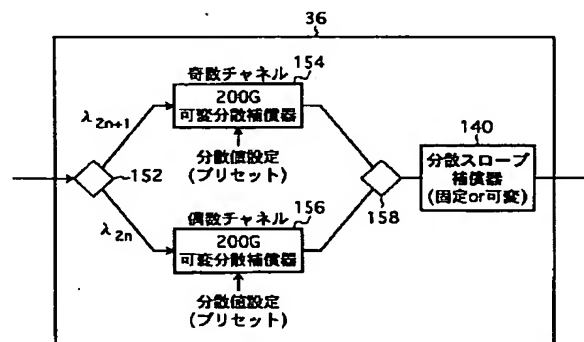 36
奇数チャネル
154
200G
可変分散補償器
λ2n+1
分散値設定
(プリセット)
152
140
分散スロープ
補償器
(固定or可変)
158
偶数チャネル
156
λ2n
200G
可変分散補償器
分散値設定
(プリセット)